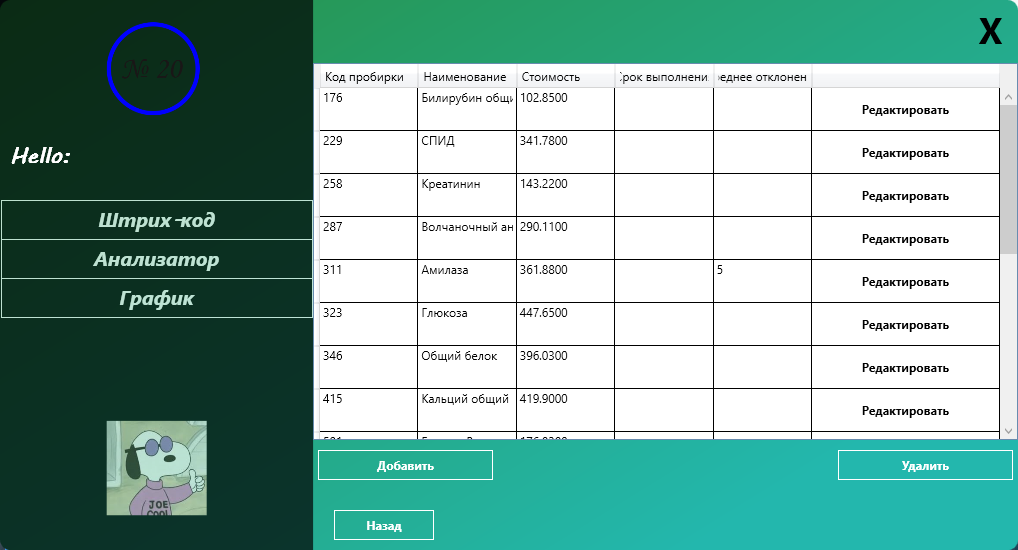 № 20
X
Hello:
Штрих-код
Анализатор
График
Код пробирки Наименование Стоимость Срок выполнени реднее отклонен
176 Билирубин общи 102.8500 Редактировать
229 СПИД 341.7800 Редактировать
258 Креатинин 143.2200 Редактировать
287 Волчаночный ан 290.1100 Редактировать
311 Амилаза 361.8800 5 Редактировать
323 Глюкоза 447.6500 Редактировать
346 Общий белок 396.0300 Редактировать
415 Кальций общий 419.9000 Редактировать
JOE
COOL
Добавить
Удалить
Назад